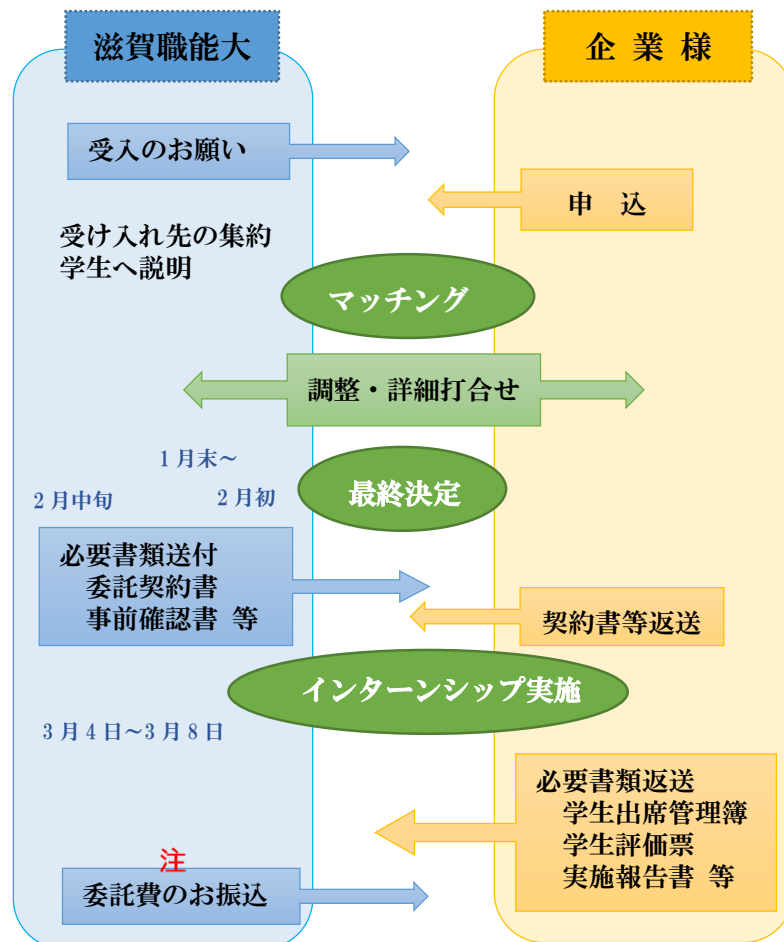 滋賀職能大
企 業 様
受入のお願い
申　込
受け入れ先の集約
学生へ説明
マッチング
調整・詳細打合せ
1月末～
2月初
2月中旬
最終決定
必要書類送付
委託契約書
事前確認書 等
契約書等返送
インターンシップ実施
3月4日～3月8日
必要書類返送
学生出席管理簿
学生評価票
実施報告書 等
注
委託費のお振込